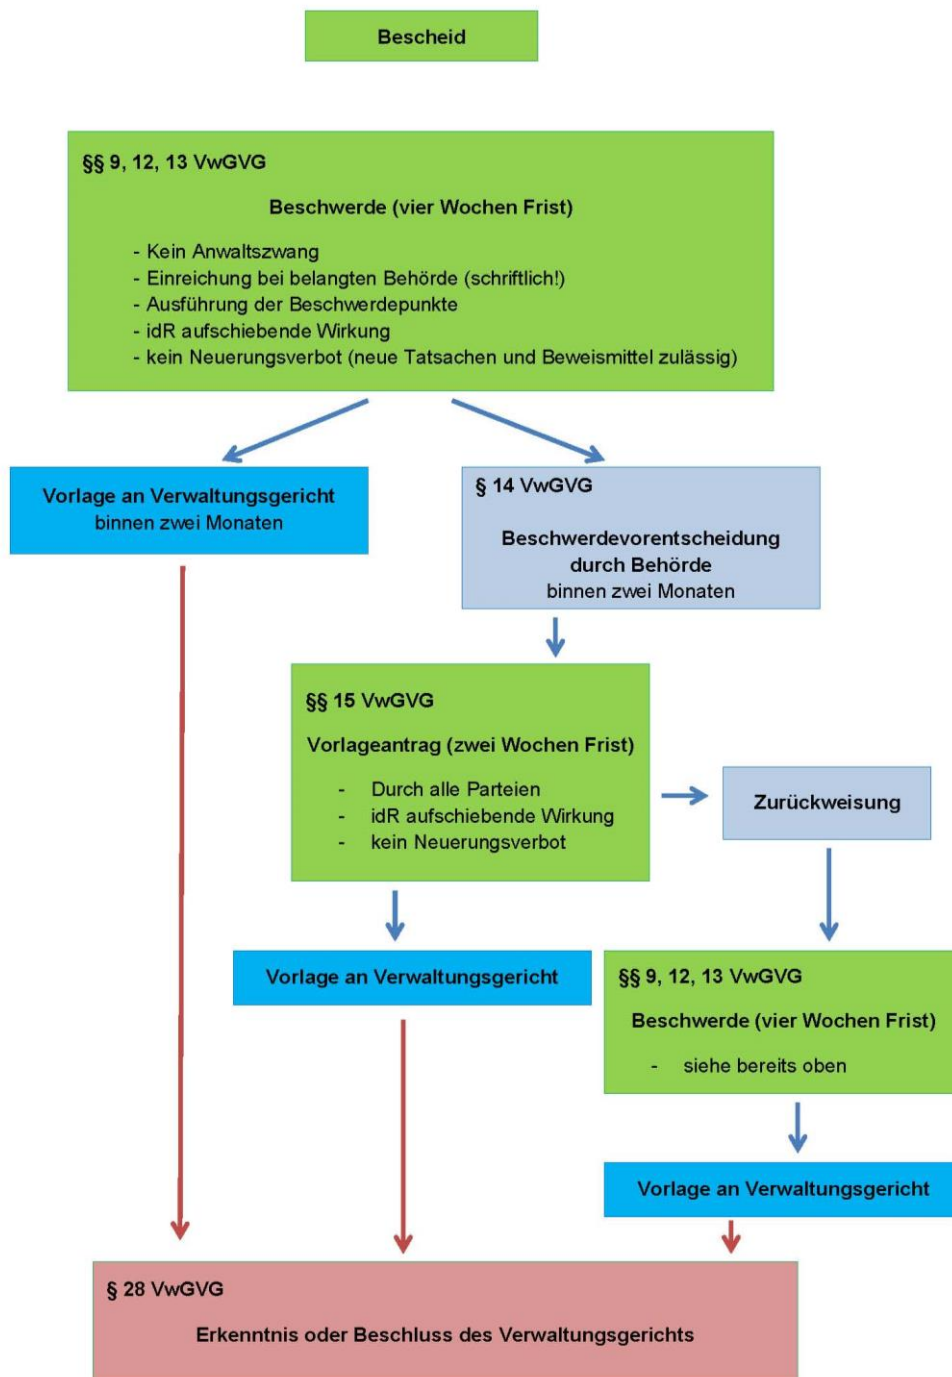 Bescheid
§§ 9, 12, 13 VwGVG
Beschwerde (vier Wochen Frist)
- Kein Anwaltszwang
- Einreichung bei belangten Behörde (schriftlich!)
- Ausführung der Beschwerdepunkte
- idR aufschiebende Wirkung
- kein Neuerungsverbot (neue Tatsachen und Beweismittel zulässig)
Vorlage an Verwaltungsgericht
binnen zwei Monaten
§ 14 VwGVG
Beschwerdevorentscheidung
durch Behörde
binnen zwei Monaten
§§ 15 VwGVG
Vorlageantrag (zwei Wochen Frist)
- Durch alle Parteien
- idR aufschiebende Wirkung
- kein Neuerungsverbot
Zurückweisung
Vorlage an Verwaltungsgericht
§§ 9, 12, 13 VwGVG
Beschwerde (vier Wochen Frist)
- siehe bereits oben
Vorlage an Verwaltungsgericht
§ 28 VwGVG
Erkenntnis oder Beschluss des Verwaltungsgerichts